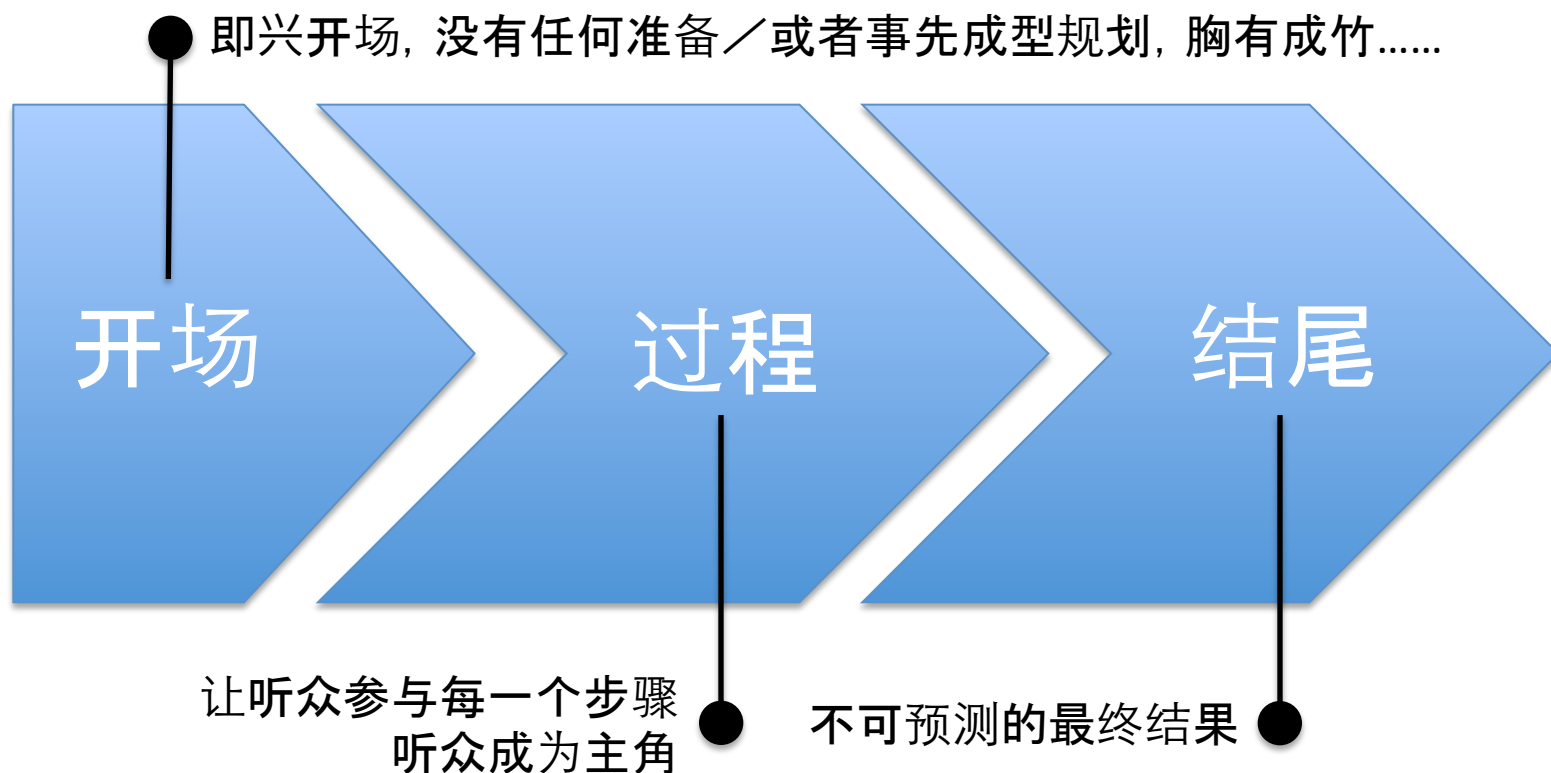 即兴开场, 没有任何准备／或者事先成型规划, 胸有成竹......
开场
过程
结尾
让听众参与每一个步骤
听众成为主角
不可预测的最终结果